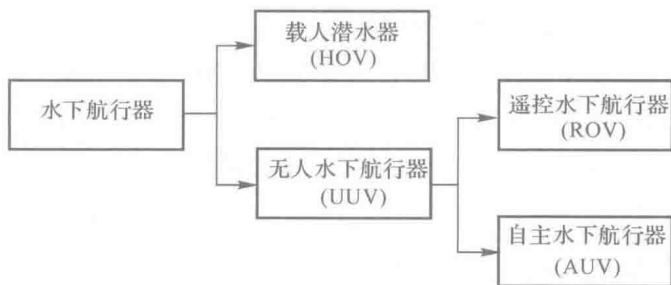 载人潜水器
(HOV)
水下航行器
遥控水下航行器
(ROV)
无人水下航行器
(UUV)
自主水下航行器
(AUV)